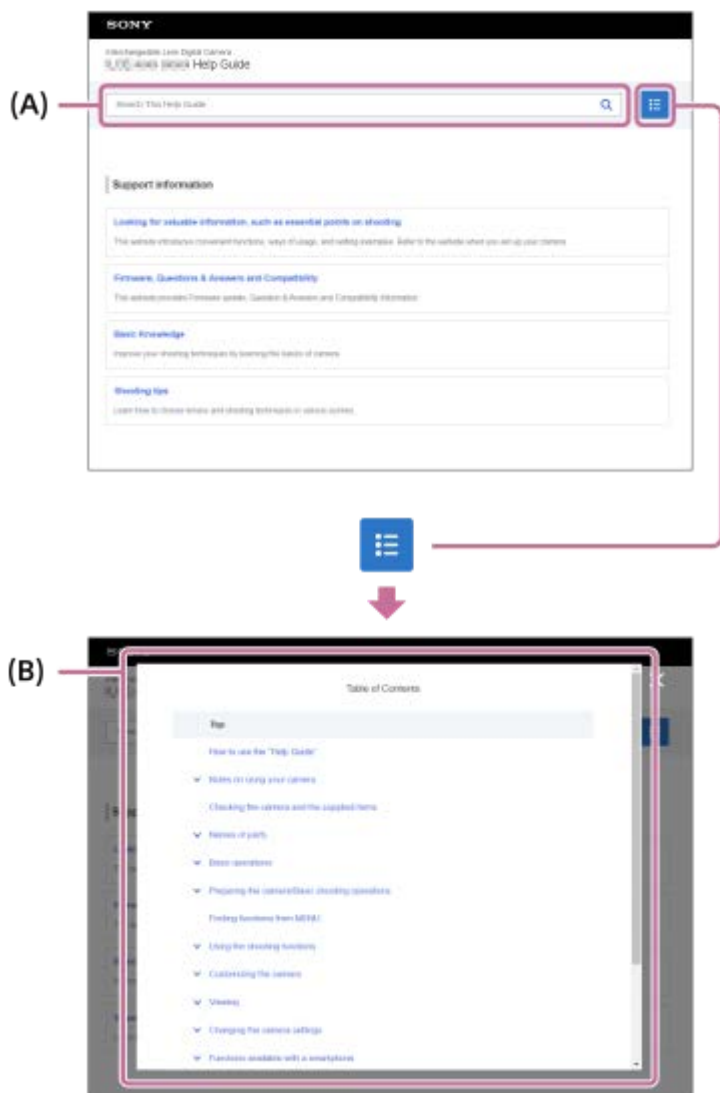 SONY
Interchangeable Lens Digital Camera
Help Guide
(A)
Search This Help Guide
Support information
Looking for valuable information, such as essential points on shooting
This website introduces convenient functions, ways of usage, and setting examples. Refer to the website when you set up your camera.
Firmware, Questions & Answers and Compatibility
This website provides Firmware update, Question & Answers and Compatibility Information
Basic Knowledge
Improve your shooting techniques by learning the basics of camera.
Shooting tips
Learn how to choose lenses and shooting techniques in various scenes.
(B)
Table of Contents
Top
How to use the "Help Guide"
Notes on using your camera
Checking the camera and the supplied items
Names of parts
Basic operations
Preparing the camera/Basic shooting operations
Finding functions from MENU
Using the shooting functions
Customizing the camera
Viewing
Changing the camera settings
Functions available with a smartphone